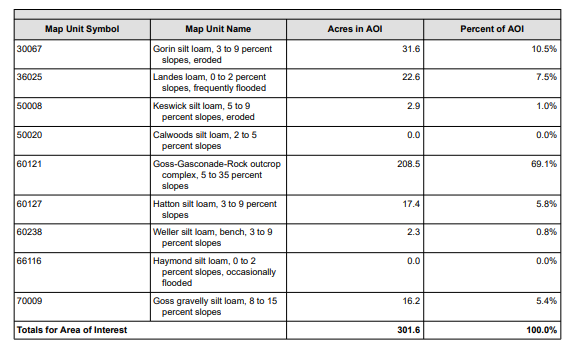 Map Unit Symbol Map Unit Name Acres in AOI Percent of AOI
30067 Gorin silt loam, 3 to 9 percent 31.6 10.5%
slopes, eroded
36025 Landes loam, 0 to 2 percent 22.6 7.5%
slopes, frequently flooded
50008 Keswick silt loam, 5 to 9 2.9 1.0%
percent slopes, eroded
50020 Calwoods silt loam, 2 to 5 0.0 0.0%
percent slopes
60121 Goss-Gasconade-Rock outcrop 208.5 69.1%
complex, 5 to 35 percent
slopes
60127 Hatton silt loam, 3 to 9 percent 17.4 5.8%
slopes
60238 Weller silt loam, bench, 3 to 9 2.3 0.8%
percent slopes
66116 Haymond silt loam, 0 to 2 0.0 0.0%
percent slopes, occasionally
flooded
70009 Goss gravelly silt loam, 8 to 15 16.2 5.4%
percent slopes
Totals for Area of Interest 301.6 100.0%